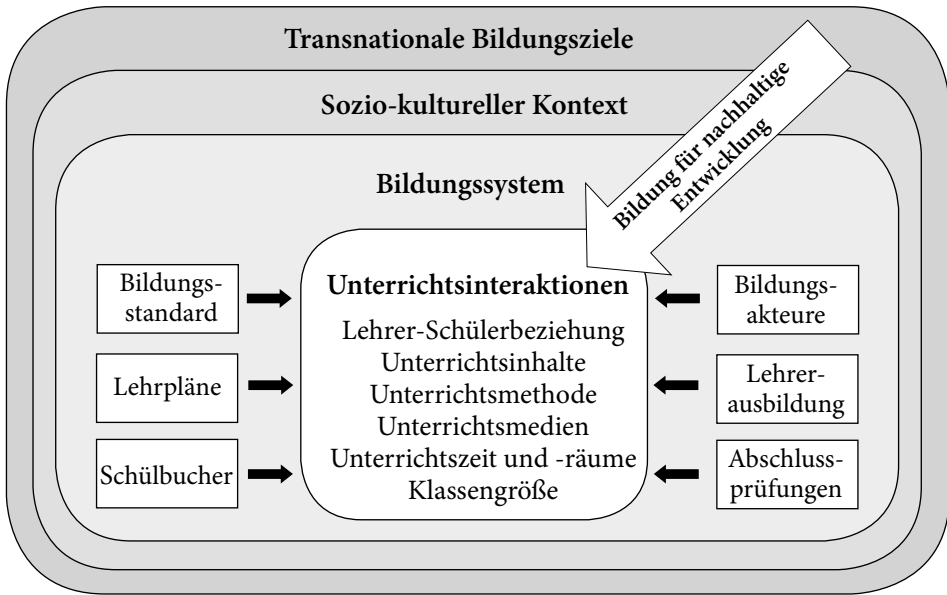 Transnationale Bildungsziele
Sozio-kultureller Kontext
Bildung für nachhaltige
Entwicklung
Bildungssystem
Bildungs-
standard
Lehrpläne
Schülbucher
Unterrichtsinteraktionen
Lehrer-Schülerbeziehung
Unterrichtsinhalte
Unterrichtsmethode
Unterrichtsmedien
Unterrichtszeit und -räume
Klassengröße
Bildungs-
akteure
Lehrer-
ausbildung
Abschluss-
prüfungen